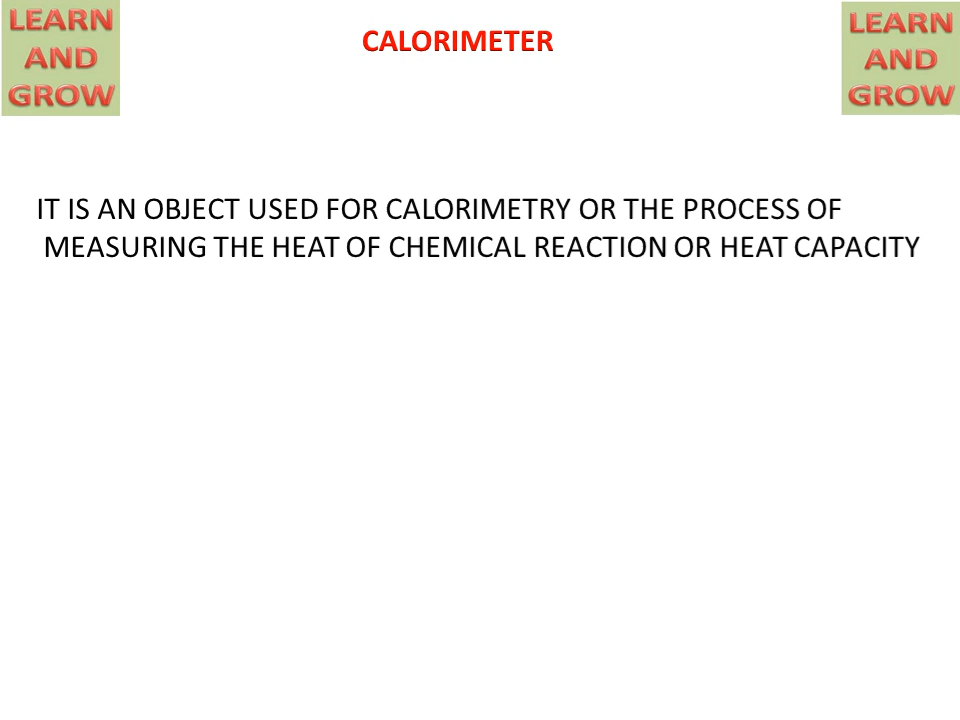 LEARN
AND
GROW
CALORIMETER
LEARN
AND
GROW
IT IS AN OBJECT USED FOR CALORIMETRY OR THE PROCESS OF
MEASURING THE HEAT OF CHEMICAL REACTION OR HEAT CAPACITY